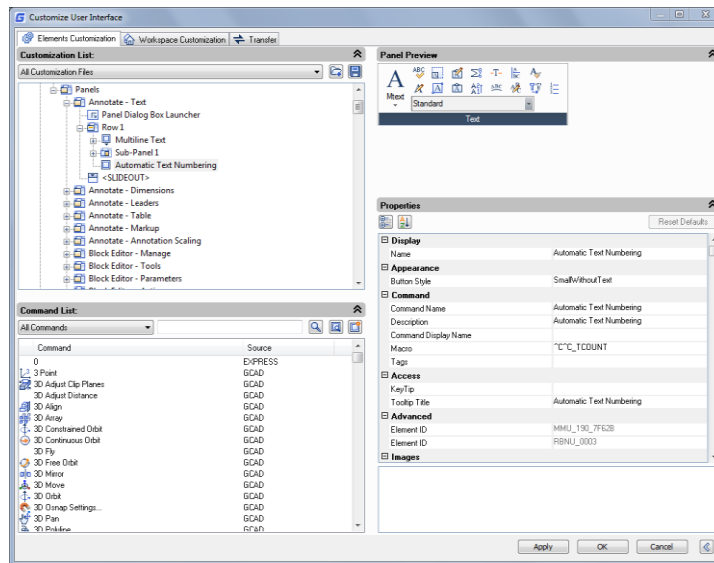 Customize User Interface
Elements Customization
Workspace Customization
Transfer
Customization List:
All Customization Files
Panels
Annotate - Text
Panel Dialog Box Launcher
Row 1
Multiline Text
Sub-Panel 1
Automatic Text Numbering
<SLIDEOUT>
Annotate - Dimensions
Annotate - Leaders
Annotate - Table
Annotate - Markup
Annotate - Annotation Scaling
Block Editor - Manage
Block Editor - Tools
Block Editor - Parameters
Command List:
All Commands
Command Source
0 EXPRESS
3 Point GCAD
3D Adjust Clip Planes GCAD
3D Adjust Distance GCAD
3D Align GCAD
3D Array GCAD
3D Constrained Orbit GCAD
3D Continuous Orbit GCAD
3D Fly GCAD
3D Free Orbit GCAD
3D Mirror GCAD
3D Move GCAD
3D Orbit GCAD
3D Osnap Settings... GCAD
3D Pan GCAD
3D Polyline GCAD
Panel Preview
Mtext
Standard
Text
Properties
Reset Defaults
Display
Name Automatic Text Numbering
Appearance
Button Style SmallWithoutText
Command
Command Name Automatic Text Numbering
Description Automatic Text Numbering
Command Display Name
Macro ^C^C_TCOUNT
Tags
Access
KeyTip
Tooltip Title Automatic Text Numbering
Advanced
Element ID MMU_190_7F62B
Element ID RBNU_0003
Images
Apply
OK
Cancel